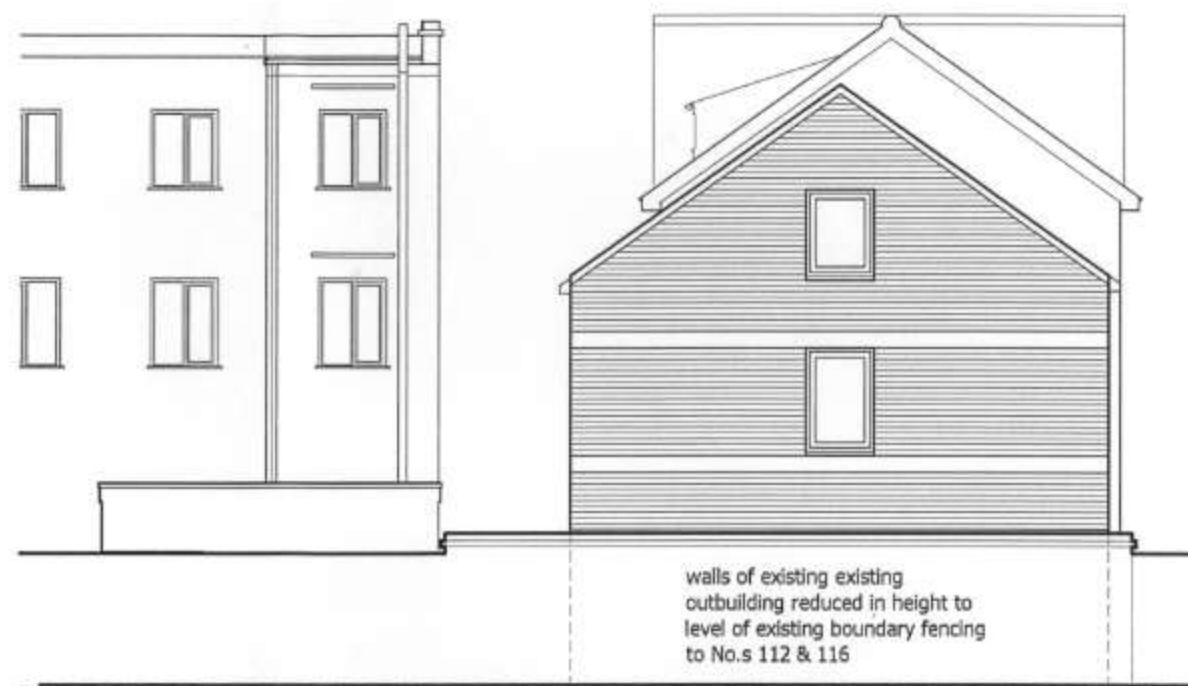 walls of existing existing
outbuilding reduced in height to
level of existing boundary fencing
to No.s 112 & 116